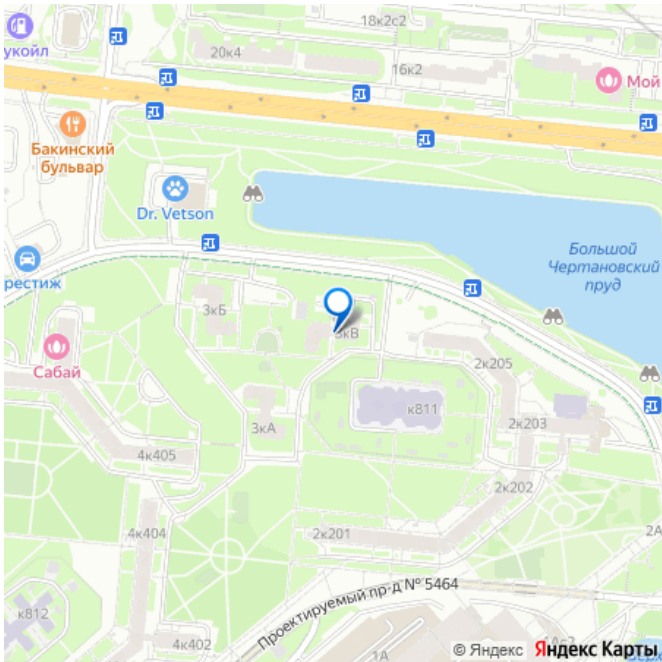 18к2с2
укойл
20к4
16к2
Мой
Бакинский
бульвар
Dr. Vetson
Большой
Чертановский
пруд
рестиж
3кБ
3кВ
2к205
Сабай
к811
3кА
2к203
4к405
2к202
4к404
2к201
2А
Проектируемый пр-д № 5464
к812
4к402
1А
© Яндекс Яндекс Карты